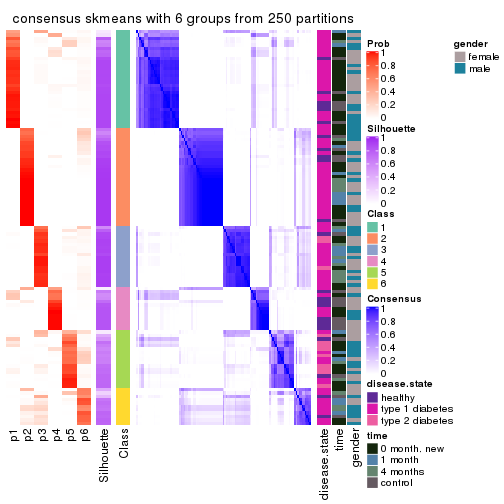 consensus skmeans with 6 groups from 250 partitions
Prob
1
0.8
0.6
0.4
0.2
0
gender
female
male
Silhouette
1
0.8
0.6
0.4
0.2
0
Class
1
2
3
4
5
6
Consensus
1
0.8
0.6
0.4
0.2
0
disease.state
healthy
type 1 diabetes
type 2 diabetes
time
0 month. new
1 month
4 months
control
p1
p2
p3
p4
p5
p6
Silhouette
Class
disease.state
time
gender